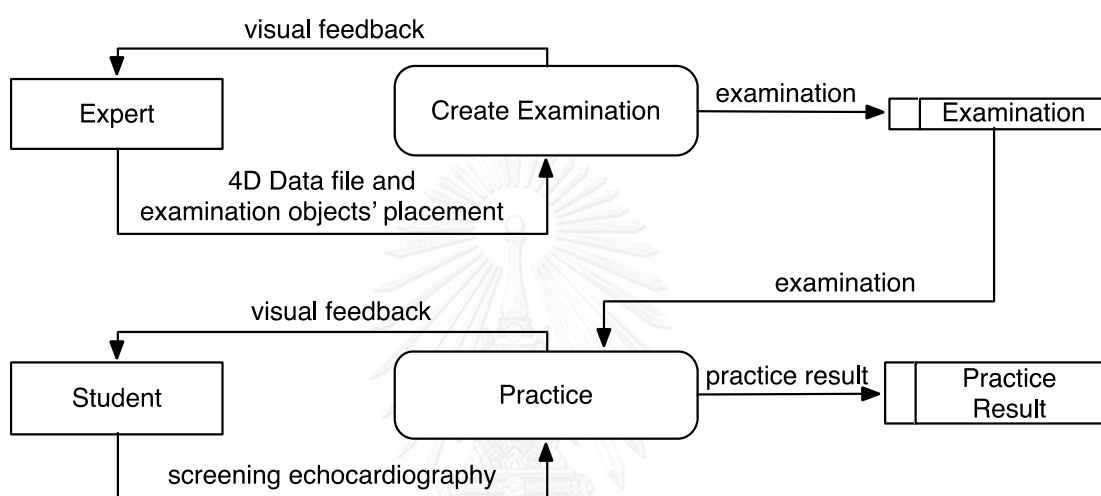 visual feedback
Expert
Create Examination
examination
Examination
4D Data file and
examination objects’ placement
examination
visual feedback
Student
Practice
practice result
Practice
Result
screening echocardiography